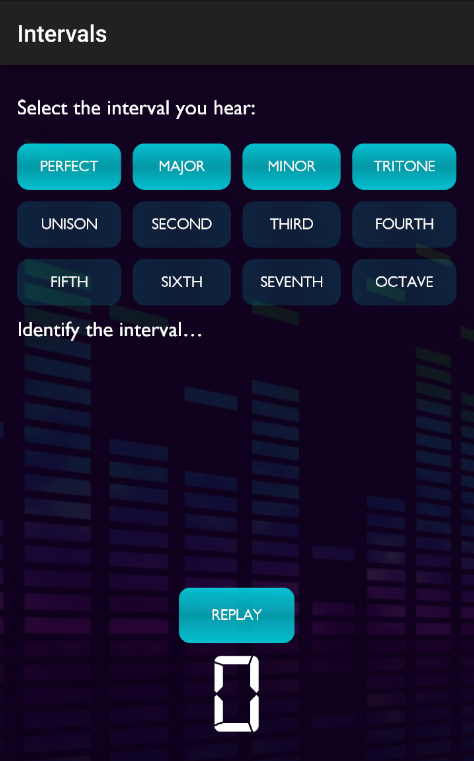 Intervals
Select the interval you hear:
PERFECT MAJOR MINOR TRITONE
UNISON SECOND THIRD FOURTH
FIFTH SIXTH SEVENTH OCTAVE
Identify the interval...
REPLAY
0